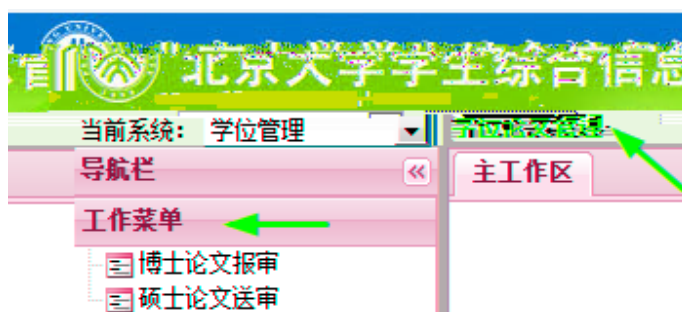 北京大学学生综合信息
当前系统: 学位管理
导航栏
主工作区
工作菜单
博士论文报审
硕士论文送审